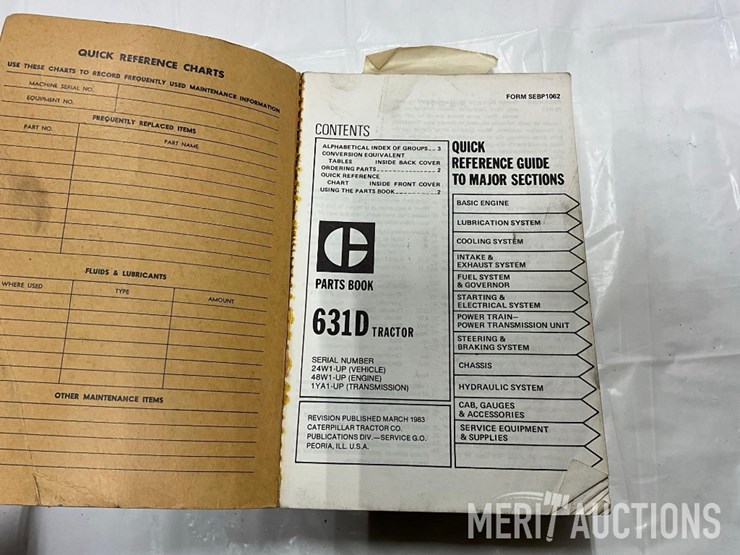 QUICK REFERENCE CHARTS
USE THESE CHARTS TO RECORD FREQUENTLY USED MAINTENANCE INFORMATION
MACHINE SERIAL NO.
EQUIPMENT NO.
FREQUENTLY REPLACED ITEMS
PART NO.
PART NAME
FLUIDS & LUBRICANTS
WHERE USED
TYPE
AMOUNT
OTHER MAINTENANCE ITEMS
FORM SEBP1062
CONTENTS
ALPHABETICAL INDEX OF GROUPS 3
CONVERSION EQUIVALENT
TABLES INSIDE BACK COVER
ORDERING PARTS 2
QUICK REFERENCE
CHART INSIDE FRONT COVER
USING THE PARTS BOOK 2
PARTS BOOK
631D TRACTOR
SERIAL NUMBER
24W1-UP (VEHICLE)
48W1-UP (ENGINE)
1YA1-UP (TRANSMISSION)
REVISION PUBLISHED MARCH 1983
CATERPILLAR TRACTOR CO.
PUBLICATIONS DIV.—SERVICE G.O.
PEORIA, ILL. U.S.A.
QUICK
REFERENCE GUIDE
TO MAJOR SECTIONS
BASIC ENGINE
LUBRICATION SYSTEM
COOLING SYSTEM
INTAKE &
EXHAUST SYSTEM
FUEL SYSTEM
& GOVERNOR
STARTING &
ELECTRICAL SYSTEM
POWER TRAIN—
POWER TRANSMISSION UNIT
STEERING &
BRAKING SYSTEM
CHASSIS
HYDRAULIC SYSTEM
CAB, GAUGES
& ACCESSORIES
SERVICE EQUIPMENT
& SUPPLIES
MERIT AUCTIONS